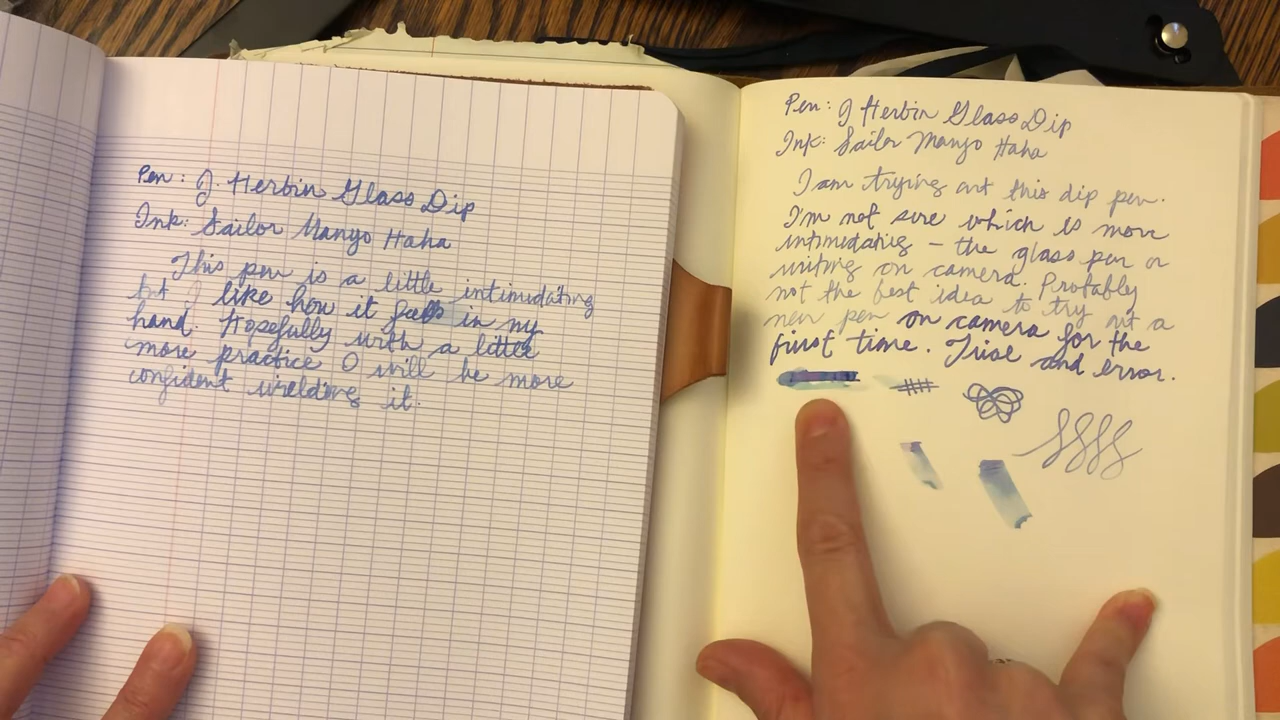 Pen: J. Herbin Glass Dip
Ink: Sailor Manyo Haha
This pen is a little intimidating
but I like how it feels in my
hand. Hopefully with a little
more practice I will be more
confident wielding it.
Pen: J Herbin Glass Dip
Ink: Sailor Manyo Haha
I am trying out this dip pen.
I'm not sure which is more
intimidating – the glass pen or
writing on camera. Probably
not the best idea to try out a
new pen on camera for the
first time. Trial and error.